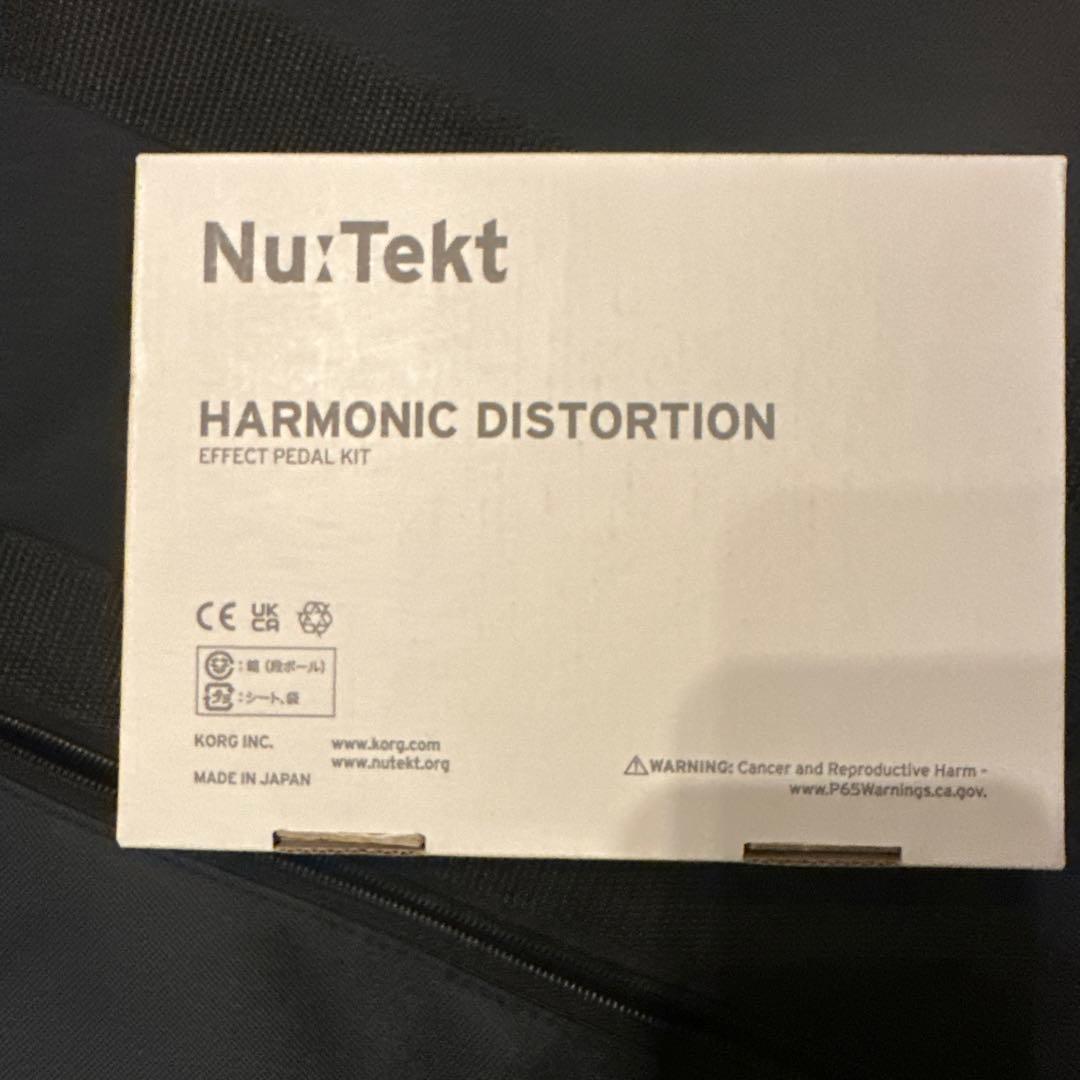 Nu:Tekt
HARMONIC DISTORTION
EFFECT PEDAL KIT
CE UK CA
:箱 (段ボール)
プラ:シート、袋
KORG INC. www.korg.com
www.nutekt.org
MADE IN JAPAN
WARNING: Cancer and Reproductive Harm -
www.P65Warnings.ca.gov.